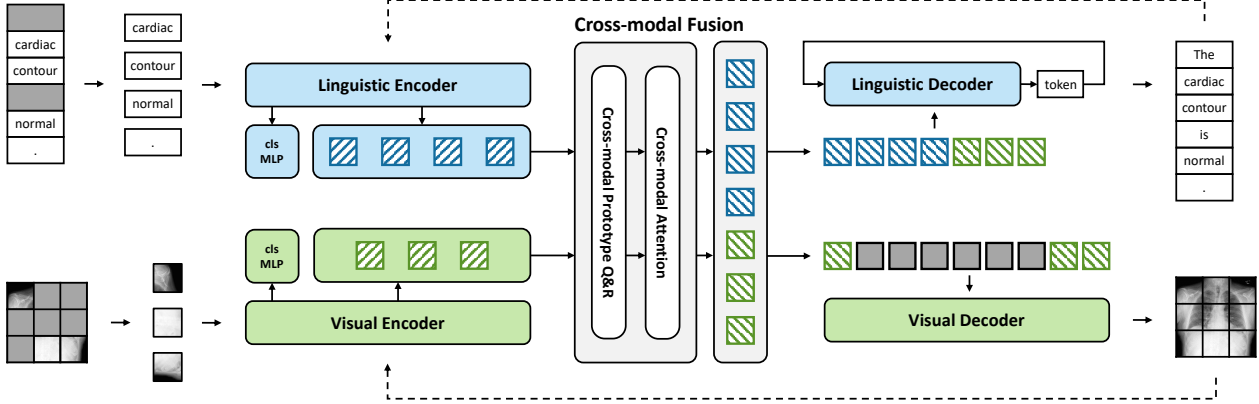 Cross-modal Fusion
cardiac
contour
normal
.
cardiac
contour
normal
.
Linguistic Encoder
cls
MLP
cls
MLP
Visual Encoder
Cross-modal Prototype Q&R
Cross-modal Attention
Linguistic Decoder
token
Visual Decoder
The
cardiac
contour
is
normal
.